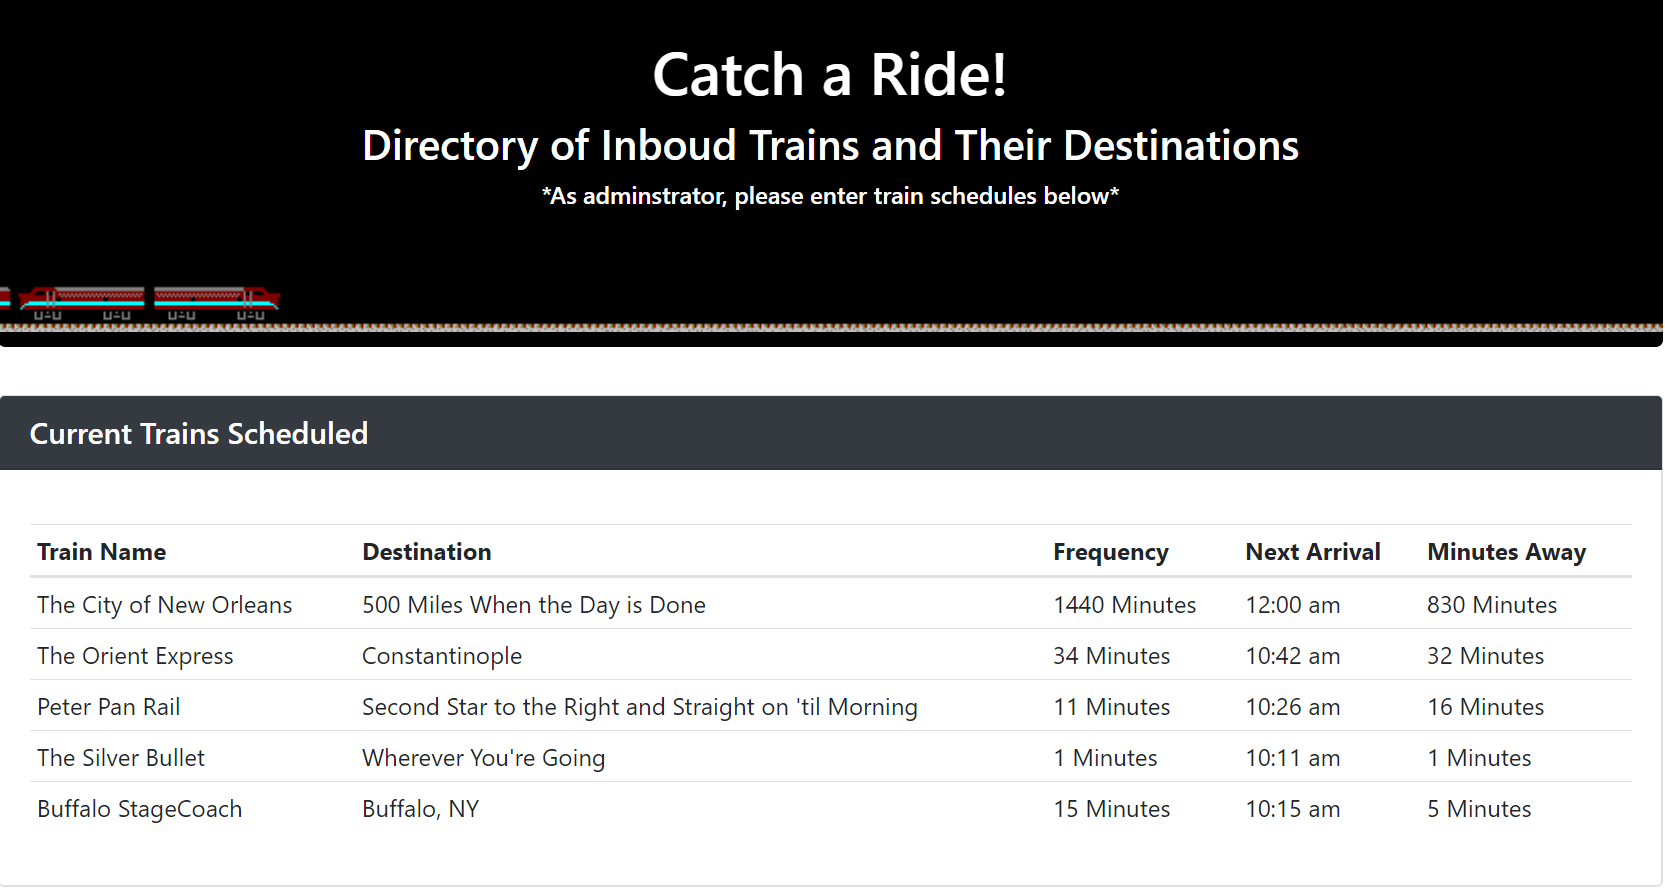 Catch a Ride!
Directory of Inboud Trains and Their Destinations
*As adminstrator, please enter train schedules below*
Current Trains Scheduled
Train Name Destination Frequency Next Arrival Minutes Away
The City of New Orleans 500 Miles When the Day is Done 1440 Minutes 12:00 am 830 Minutes
The Orient Express Constantinople 34 Minutes 10:42 am 32 Minutes
Peter Pan Rail Second Star to the Right and Straight on 'til Morning 11 Minutes 10:26 am 16 Minutes
The Silver Bullet Wherever You're Going 1 Minutes 10:11 am 1 Minutes
Buffalo StageCoach Buffalo, NY 15 Minutes 10:15 am 5 Minutes